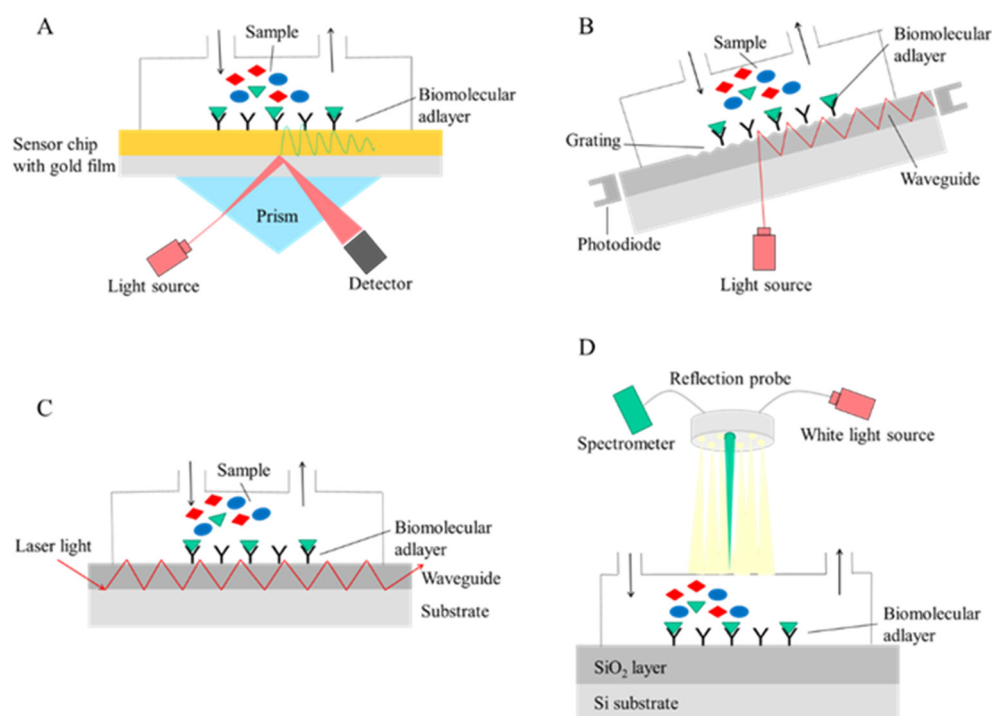 A
Sample
Biomolecular
adlayer
Sensor chip
with gold film
Prism
Light source
Detector
B
Sample
Biomolecular
adlayer
Grating
Waveguide
Photodiode
Light source
C
Sample
Biomolecular
adlayer
Laser light
Waveguide
Substrate
D
Reflection probe
Spectrometer
White light source
Biomolecular
adlayer
SiO₂ layer
Si substrate